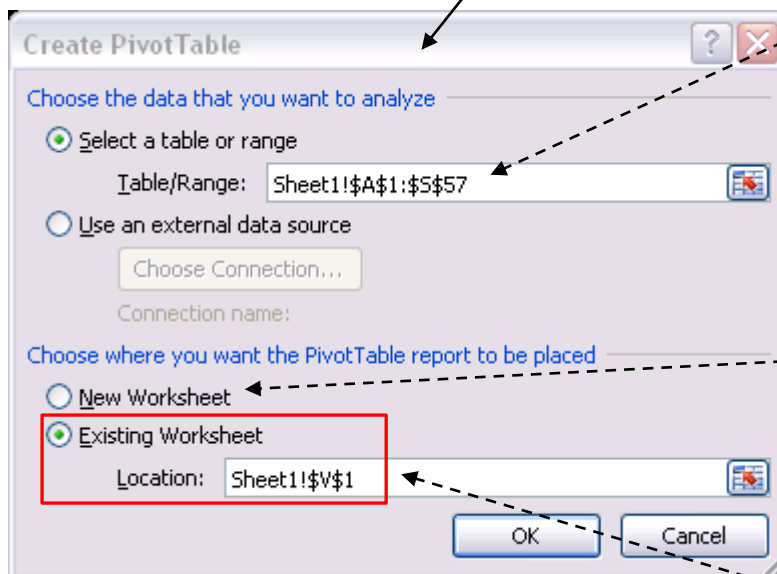 Create PivotTable
Choose the data that you want to analyze
Select a table or range
Table/Range: Sheet1!$A$1:$S$57
Use an external data source
Choose Connection...
Connection name:
Choose where you want the PivotTable report to be placed
New Worksheet
Existing Worksheet
Location: Sheet1!$V$1
OK Cancel